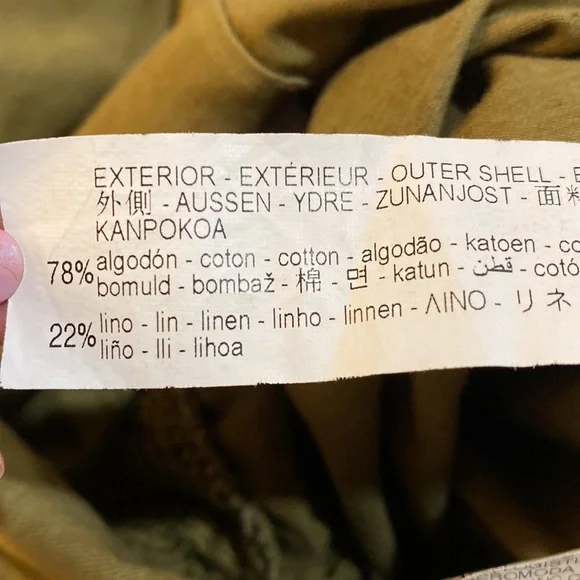 EXTERIOR - EXTÉRIEUR - OUTER SHELL -
外側 - AUSSEN - YDRE - ZUNANJOST - 面料
KANPOKOA
78% algodón - coton - cotton - algodão - katoen -
bomuld - bombaž - 棉 - 면 - katun - قطن - cotó
22% lino - lin - linen - linho - linnen - ΛΙΝΟ - リネ
liño - lli - lihoa